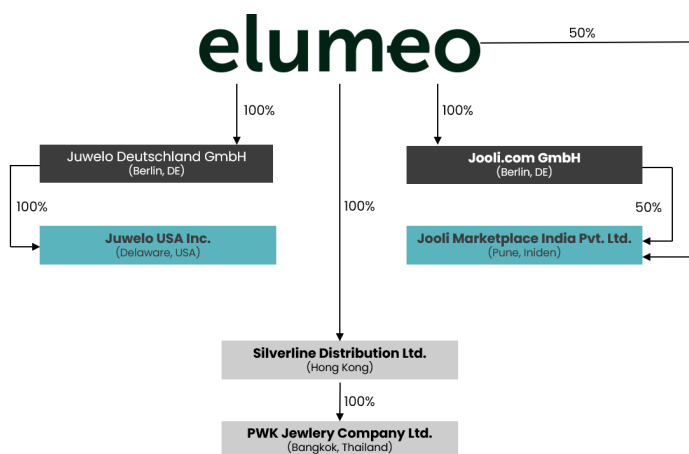 elumeo
50%
100%
100%
Juwelo Deutschland GmbH
(Berlin, DE)
Jooli.com GmbH
(Berlin, DE)
100%
100%
50%
Juwelo USA Inc.
(Delaware, USA)
Jooli Marketplace India Pvt. Ltd.
(Pune, Iniden)
Silverline Distribution Ltd.
(Hong Kong)
100%
PWK Jewlery Company Ltd.
(Bangkok, Thailand)